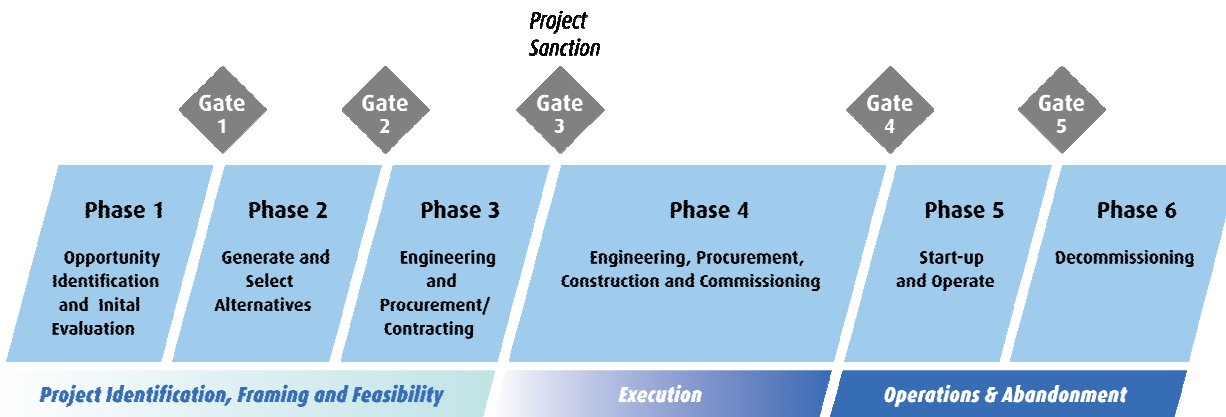 Project
Sanction
Gate
1
Gate
2
Gate
3
Gate
4
Gate
5
Phase 1
Opportunity
Identification
and Inital
Evaluation
Phase 2
Generate and
Select
Alternatives
Phase 3
Engineering
and
Procurement/
Contracting
Phase 4
Engineering, Procurement,
Construction and Commissioning
Phase 5
Start-up
and Operate
Phase 6
Decommissioning
Project Identification, Framing and Feasibility
Execution
Operations & Abandonment